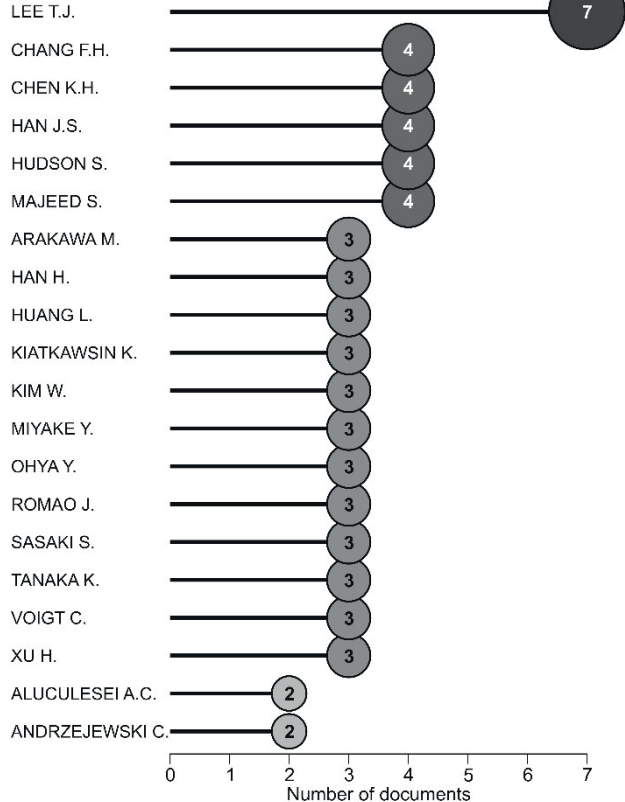 LEE T.J. 7
CHANG F.H. 4
CHEN K.H. 4
HAN J.S. 4
HUDSON S. 4
MAJEED S. 4
ARAKAWA M. 3
HAN H. 3
HUANG L. 3
KIATKAWSIN K. 3
KIM W. 3
MIYAKE Y. 3
OHYA Y. 3
ROMAO J. 3
SASAKI S. 3
TANAKA K. 3
VOIGT C. 3
XU H. 3
ALUCULESEI A.C. 2
ANDRZEJEWSKI C. 2
0 1 2 3 4 5 6 7
Number of documents